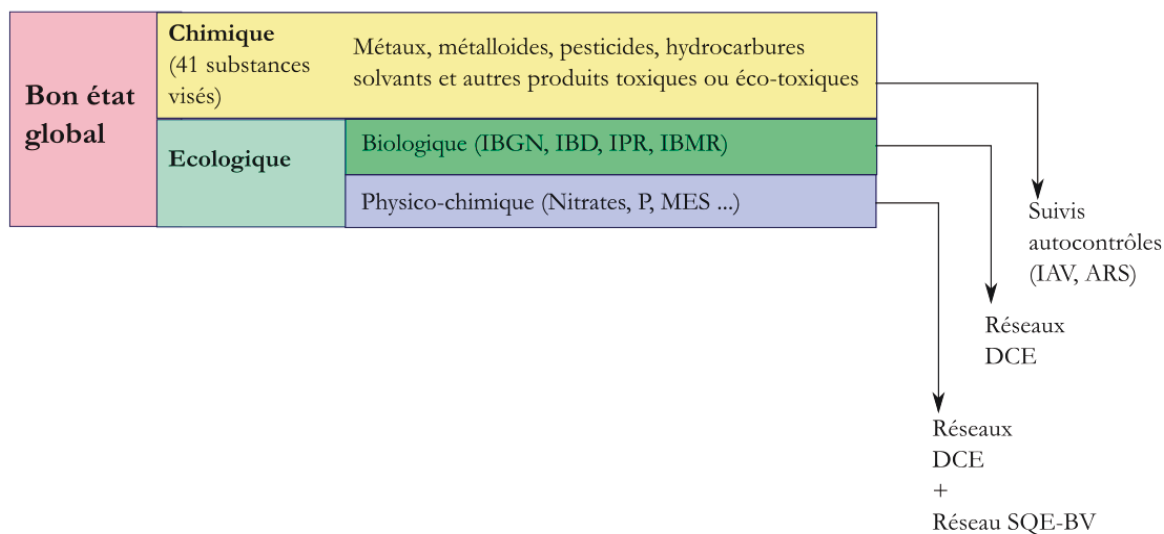 Bon état
global
Chimique
(41 substances
visés)
Métaux, métalloides, pesticides, hydrocarbures
solvants et autres produits toxiques ou éco-toxiques
Ecologique
Biologique (IBGN, IBD, IPR, IBMR)
Physico-chimique (Nitrates, P, MES ...)
Suivis
autocontrôles
(IAV, ARS)
Réseaux
DCE
Réseaux
DCE
+
Réseau SQE-BV